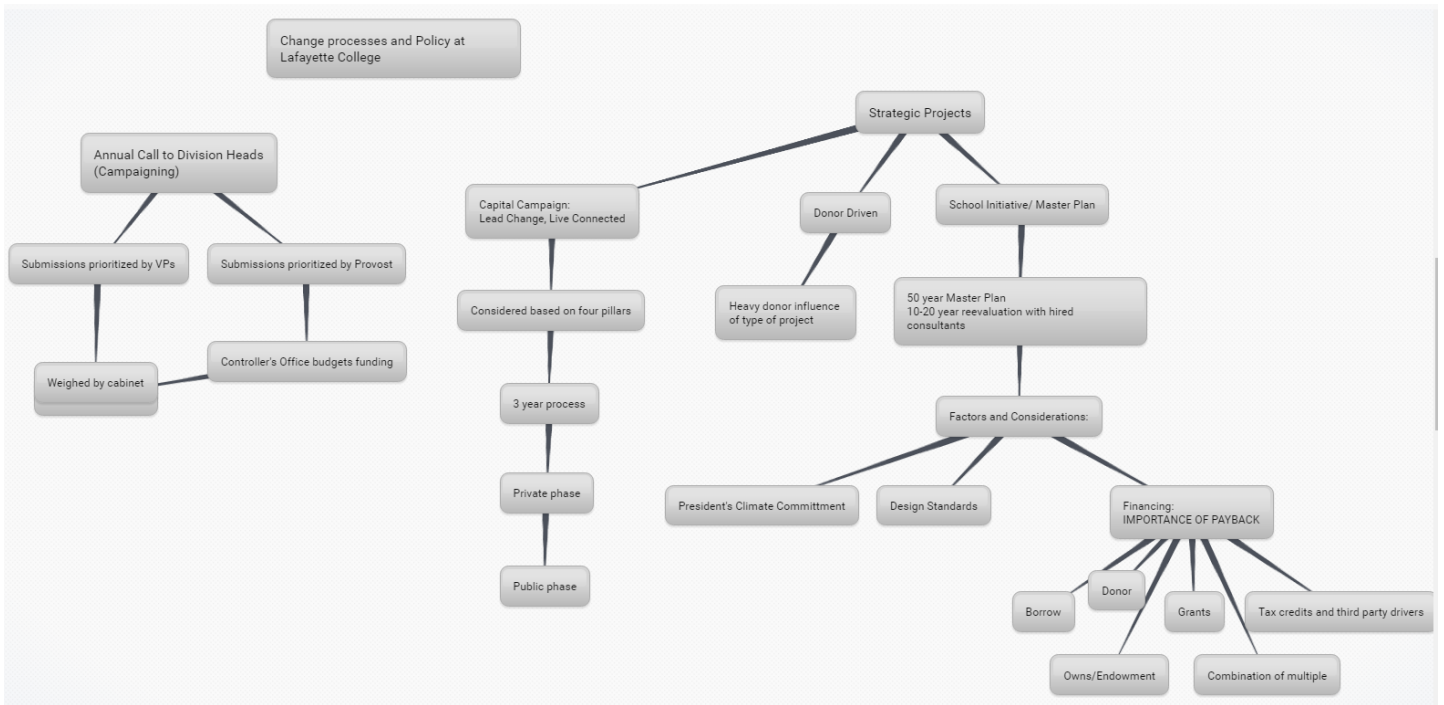 Change processes and Policy at
Lafayette College
Strategic Projects
Annual Call to Division Heads
(Campaigning)
Capital Campaign:
Lead Change, Live Connected
Donor Driven
School Initiative/ Master Plan
Submissions prioritized by VPs
Submissions prioritized by Provost
Considered based on four pillars
Heavy donor influence
of type of project
50 year Master Plan
10-20 year reevaluation with hired
consultants
Controller's Office budgets funding
Weighed by cabinet
3 year process
Factors and Considerations:
Private phase
President's Climate Committment
Design Standards
Financing:
IMPORTANCE OF PAYBACK
Public phase
Borrow
Donor
Grants
Tax credits and third party drivers
Owns/Endowment
Combination of multiple